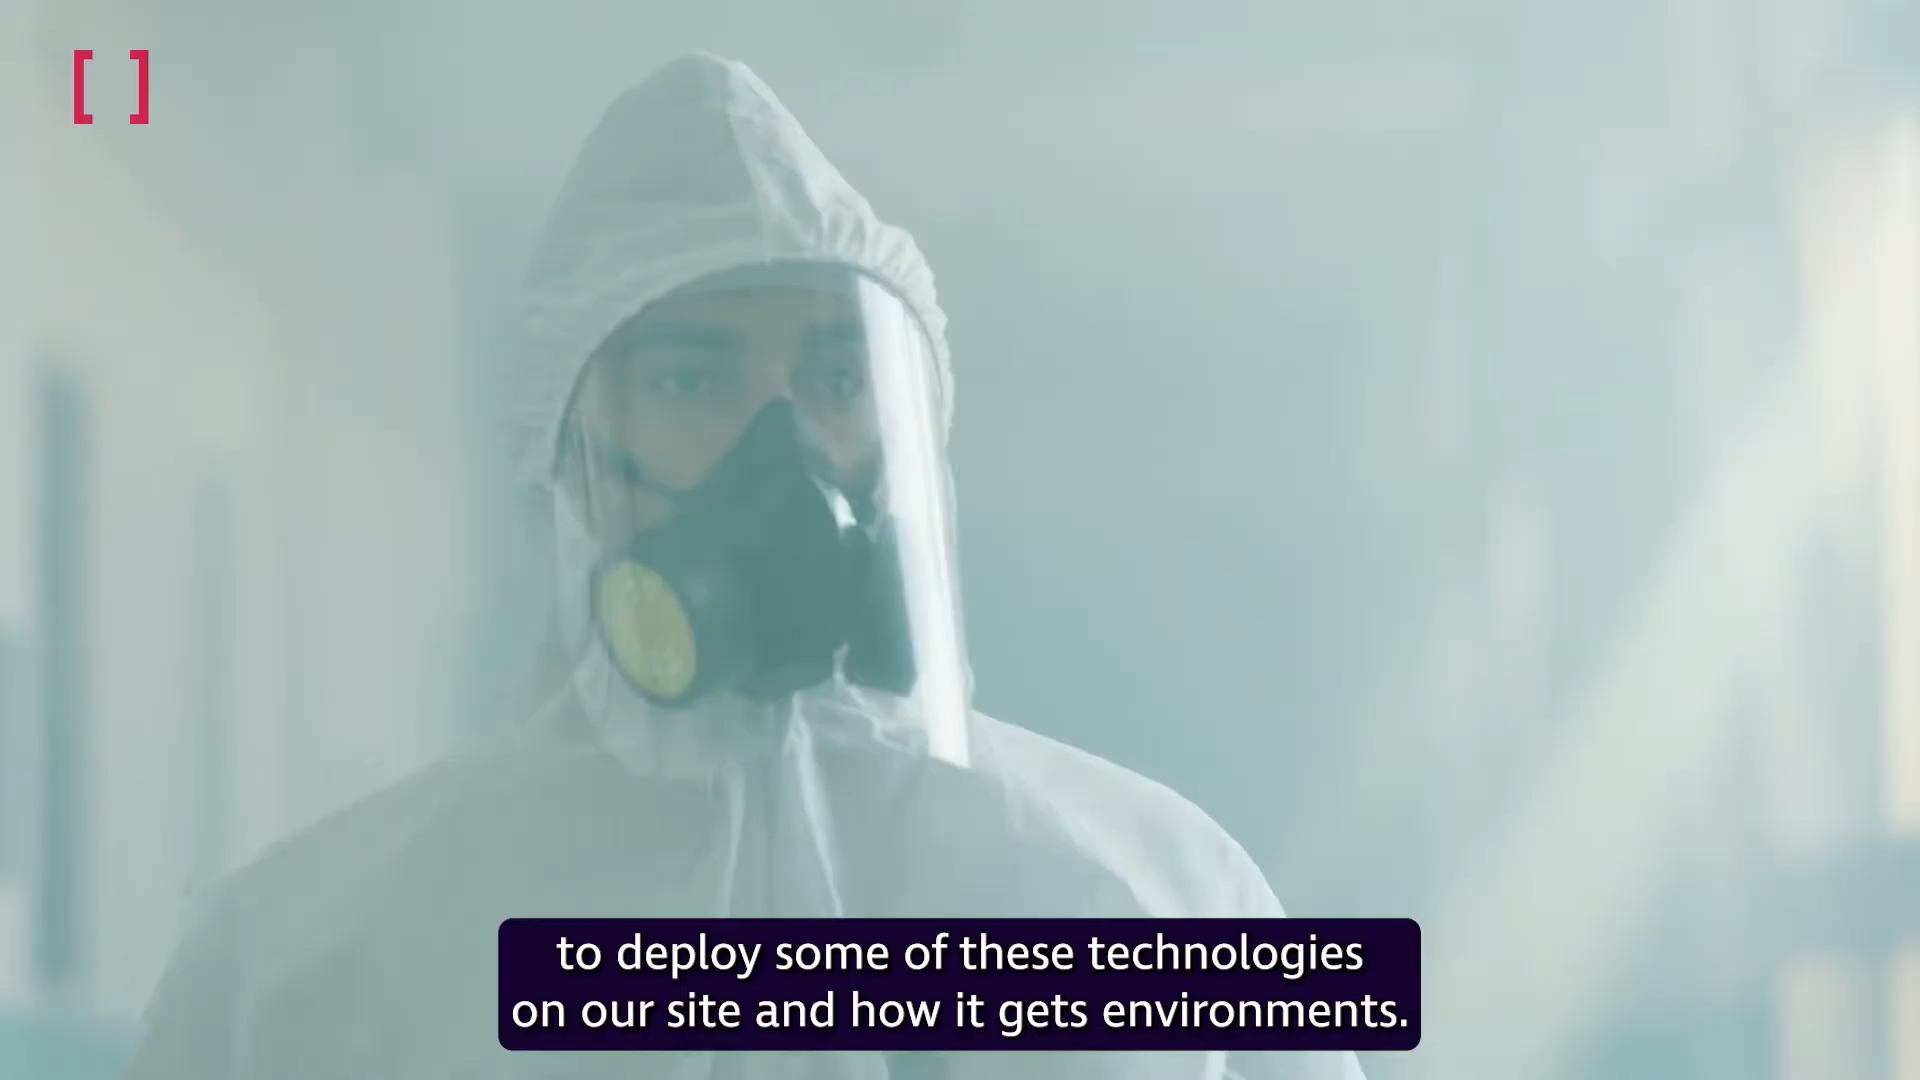 [ ]
to deploy some of these technologies
on our site and how it gets environments.